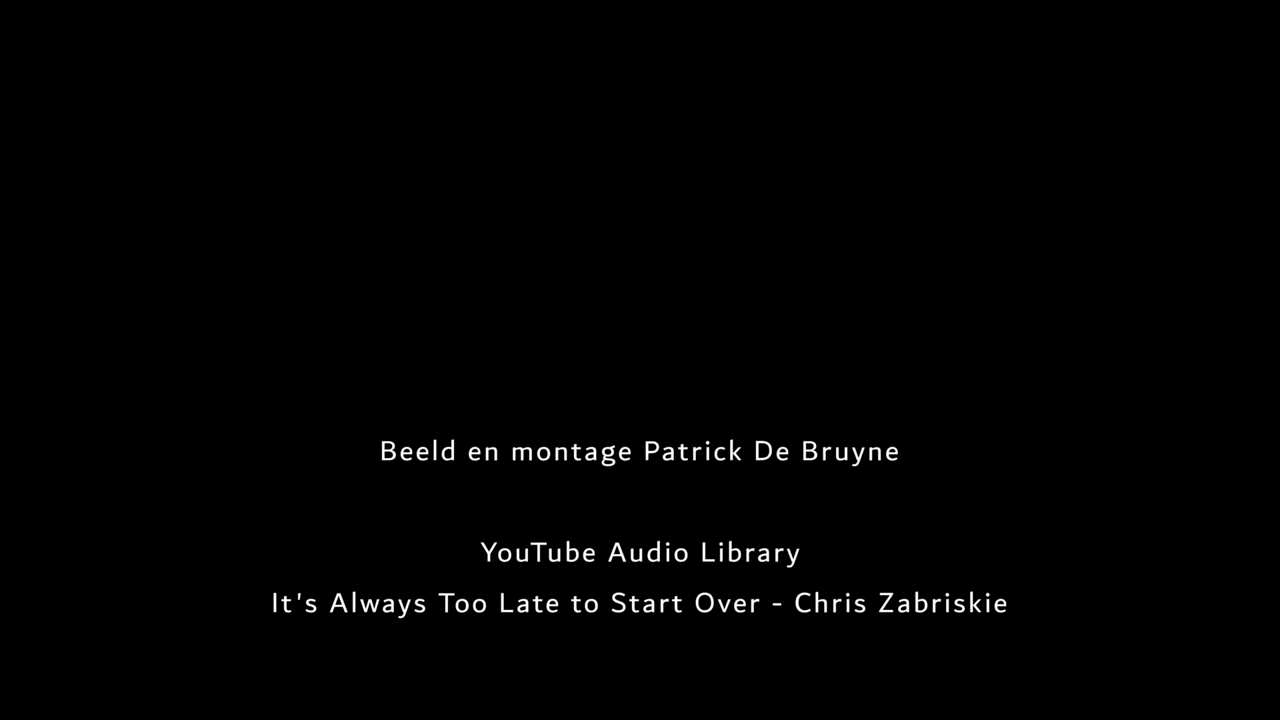 Beeld en montage Patrick De Bruyne
YouTube Audio Library
It's Always Too Late to Start Over - Chris Zabriskie